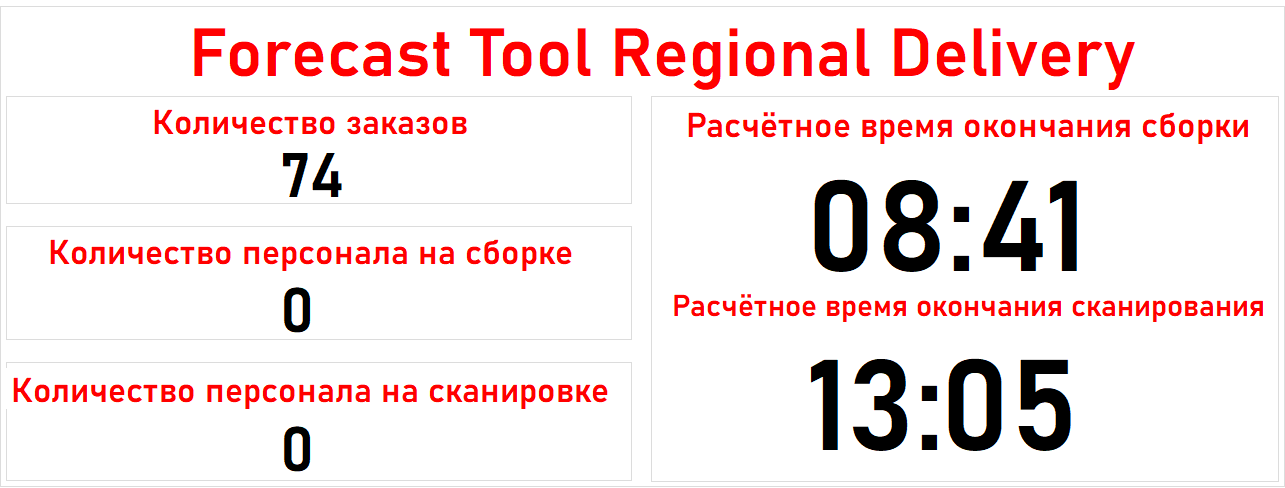 Forecast Tool Regional Delivery
Количество заказов
74
Количество персонала на сборке
0
Количество персонала на сканировке
0
Расчётное время окончания сборки
08:41
Расчётное время окончания сканирования
13:05